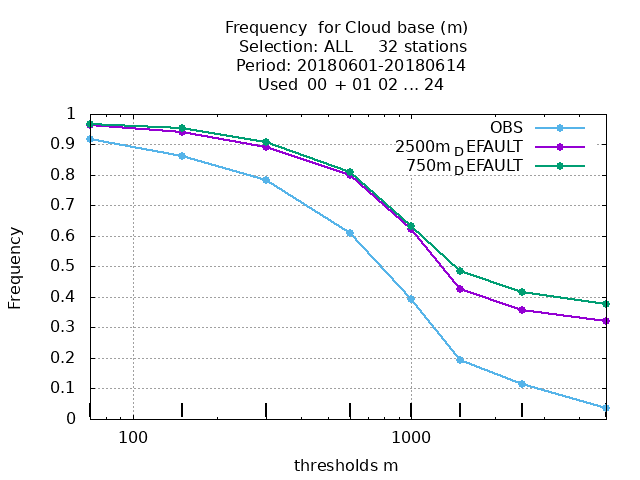 Frequency  for Cloud base (m)
Selection: ALL     32 stations
Period: 20180601-20180614
Used  00  + 01 02 ... 24
1
0.9
0.8
0.7
0.6
0.5
0.4
0.3
0.2
0.1
0
Frequency
OBS
2500m_DEFAULT
750m_DEFAULT
100
1000
thresholds m